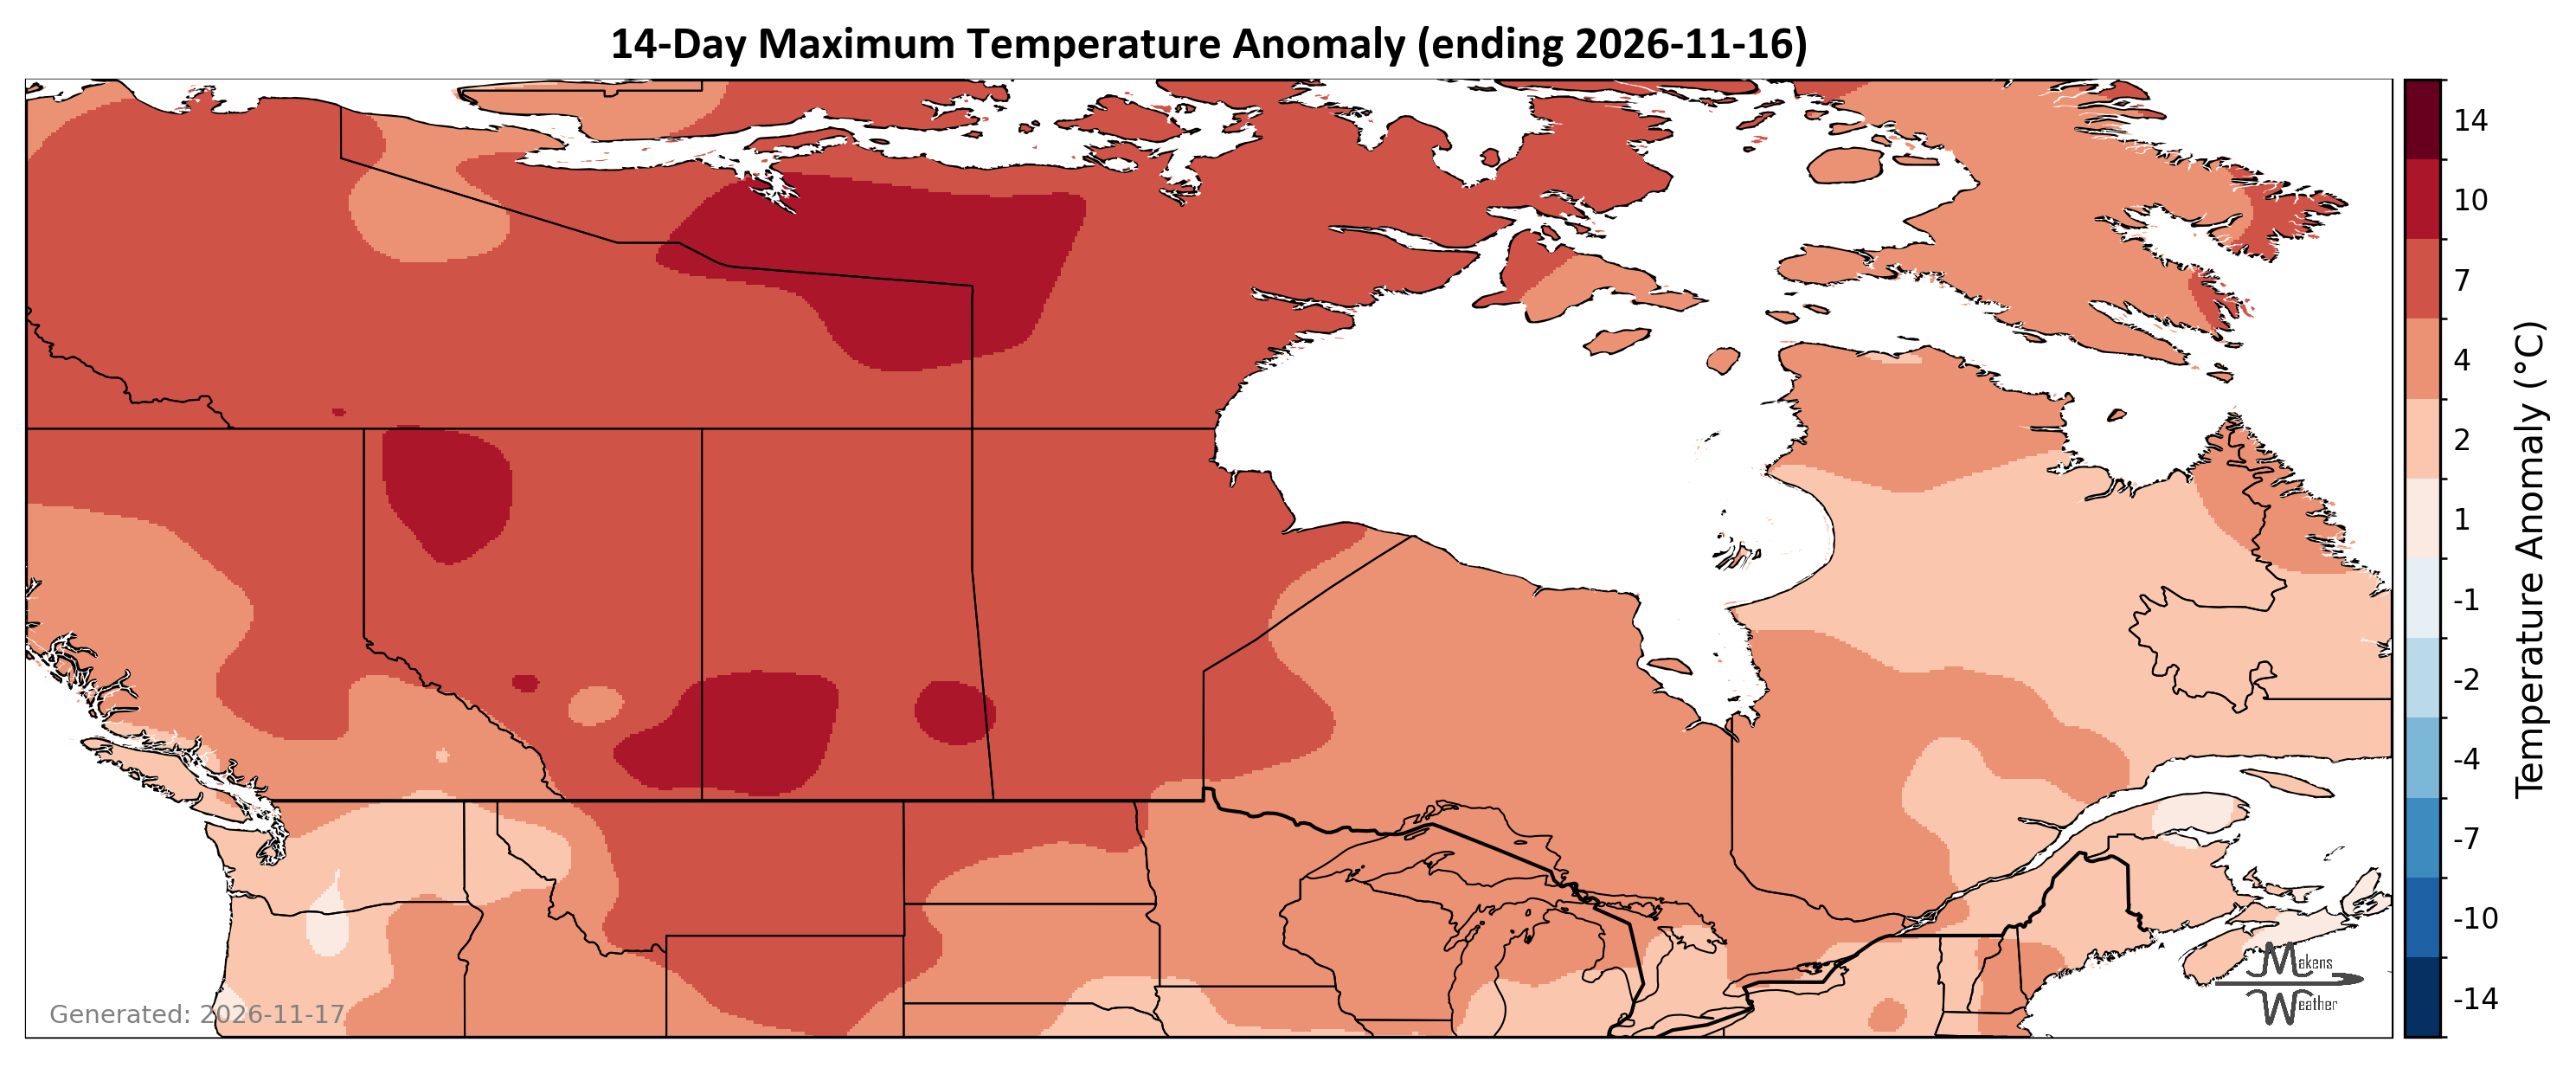 14-Day Maximum Temperature Anomaly (ending 2026-11-16)
14
10
7
4
2
1
-1
-2
-4
-7
-10
-14
Temperature Anomaly (°C)
Generated: 2026-11-17
Makens
Weather